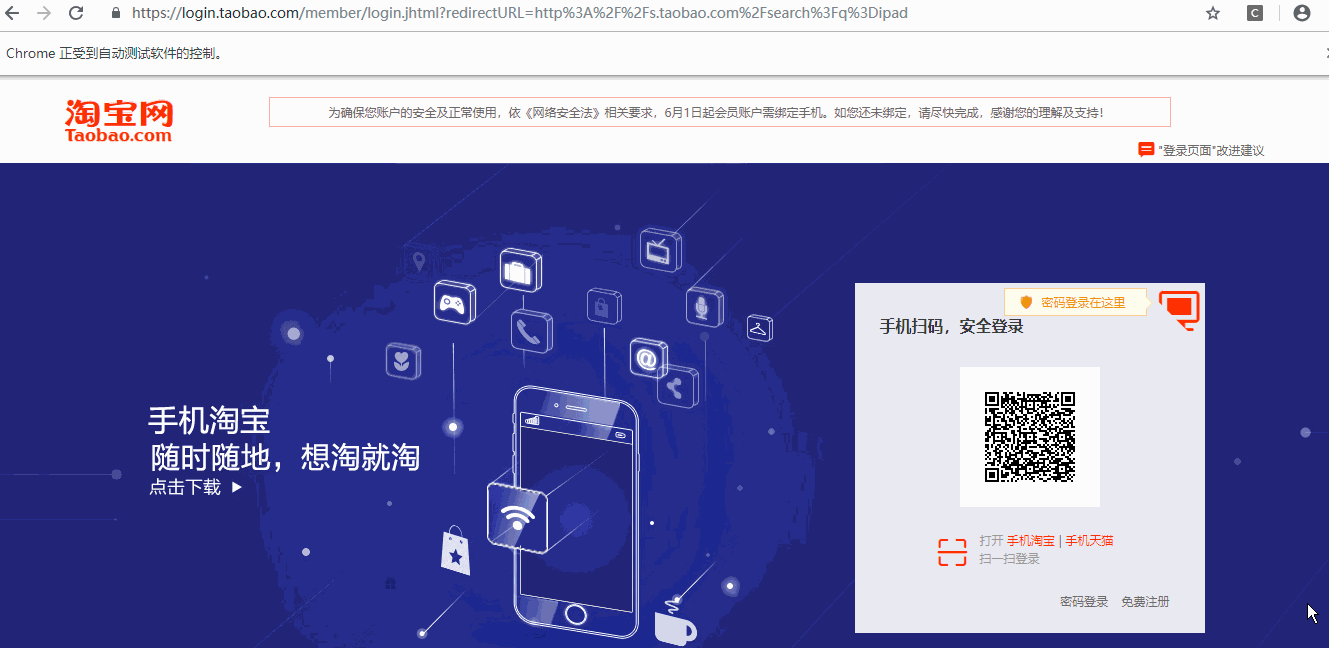 https://login.taobao.com/member/login.jhtml?redirectURL=http%3A%2F%2Fs.taobao.com%2Fsearch%3Fq%3Dipad
C
Chrome 正受到自动测试软件的控制。
淘宝网
Taobao.com
为确保您账户的安全及正常使用，依《网络安全法》相关要求，6月1日起会员账户需绑定手机。如您还未绑定，请尽快完成，感谢您的理解及支持！
"登录页面"改进建议
密码登录在这里
手机扫码，安全登录
手机淘宝
随时随地，想淘就淘
点击下载
@
打开 手机淘宝 | 手机天猫
扫一扫登录
密码登录 免费注册